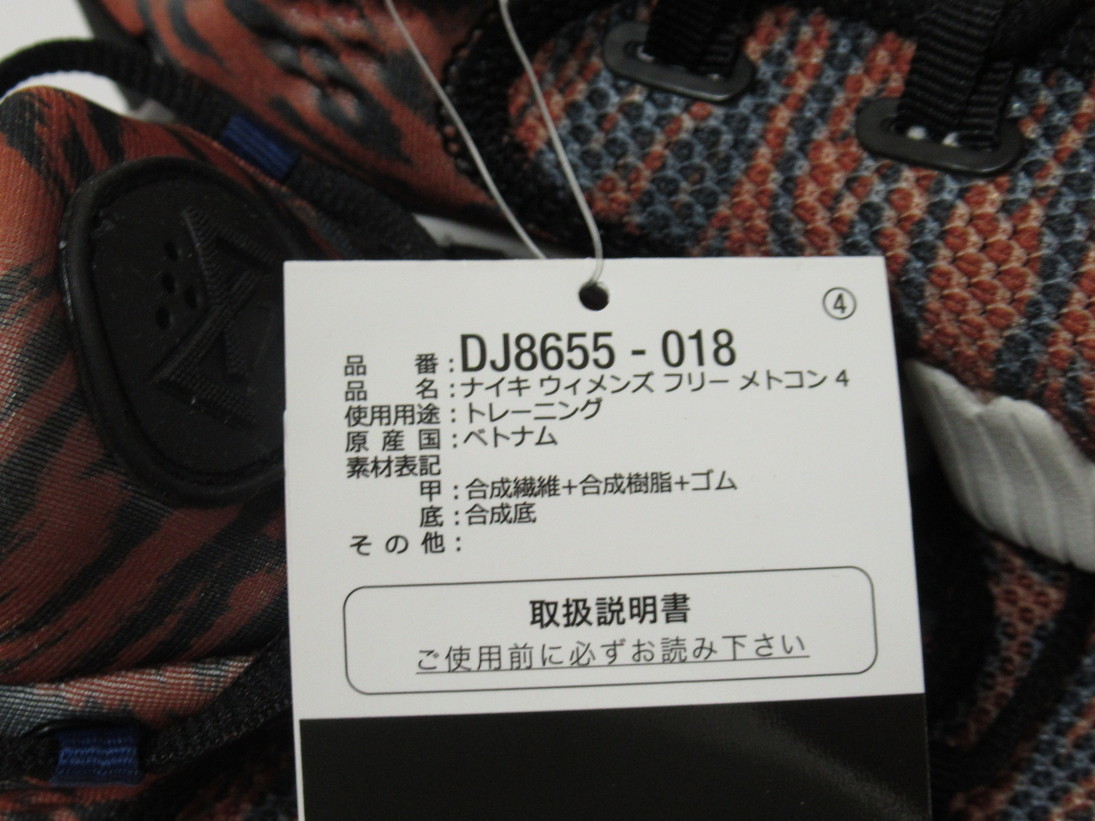 ④
品番：DJ8655 - 018
品名：ナイキ ウィメンズ フリー メトコン 4
使用用途：トレーニング
原産国：ベトナム
素材表記
甲：合成繊維+合成樹脂+ゴム
底：合成底
その他：
取扱説明書
ご使用前に必ずお読み下さい